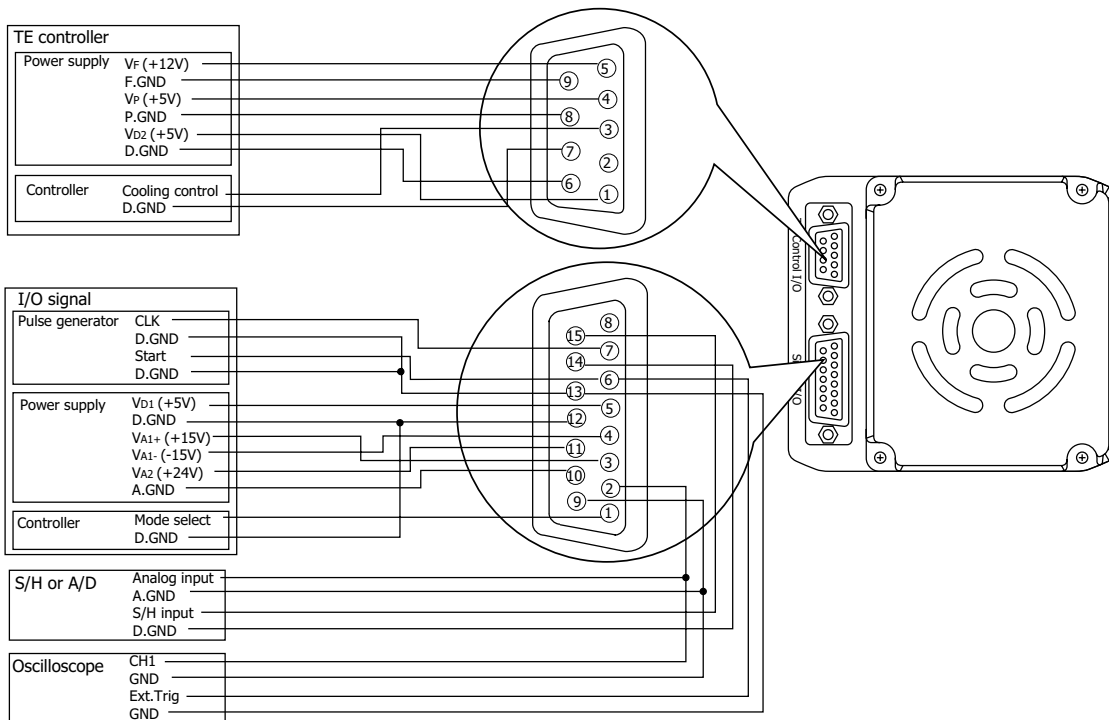 TE controller
Power supply
VF (+12V)
F.GND
VP (+5V)
P.GND
VD2 (+5V)
D.GND
Controller
Cooling control
D.GND
5
9
4
8
3
7
2
6
1
Control I/O
I/O signal
Pulse generator
CLK
D.GND
Start
D.GND
Power supply
VD1 (+5V)
D.GND
VA1+ (+15V)
VA1- (-15V)
VA2 (+24V)
A.GND
Controller
Mode select
D.GND
8
15
7
14
6
13
5
12
4
11
3
10
2
9
1
I/O
S/H or A/D
Analog input
A.GND
S/H input
D.GND
Oscilloscope
CH1
GND
Ext.Trig
GND